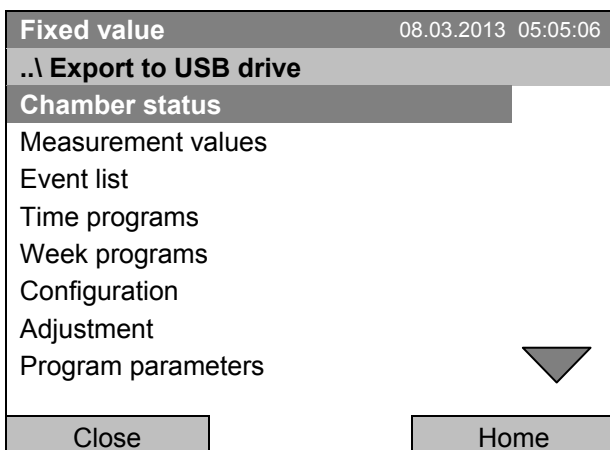 Fixed value 08.03.2013 05:05:06
..\ Export to USB drive
Chamber status
Measurement values
Event list
Time programs
Week programs
Configuration
Adjustment
Program parameters
Close Home